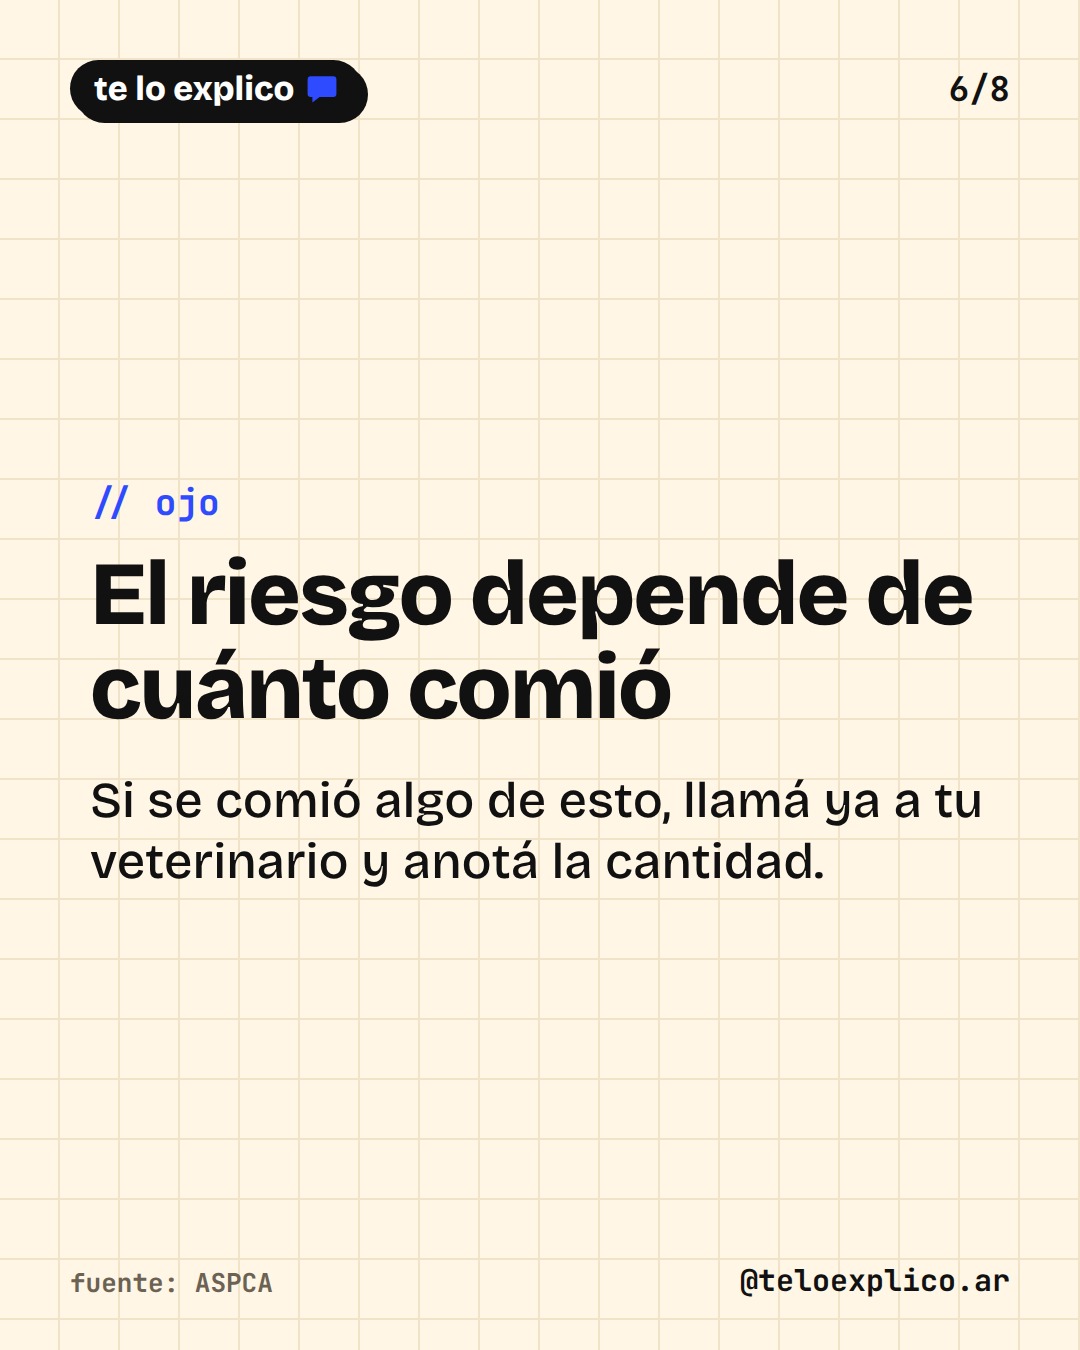 te lo explico
6/8
// ojo
El riesgo depende de
cuánto comió
Si se comió algo de esto, llamá ya a tu
veterinario y anotá la cantidad.
fuente: ASPCA
@teloexplico.ar